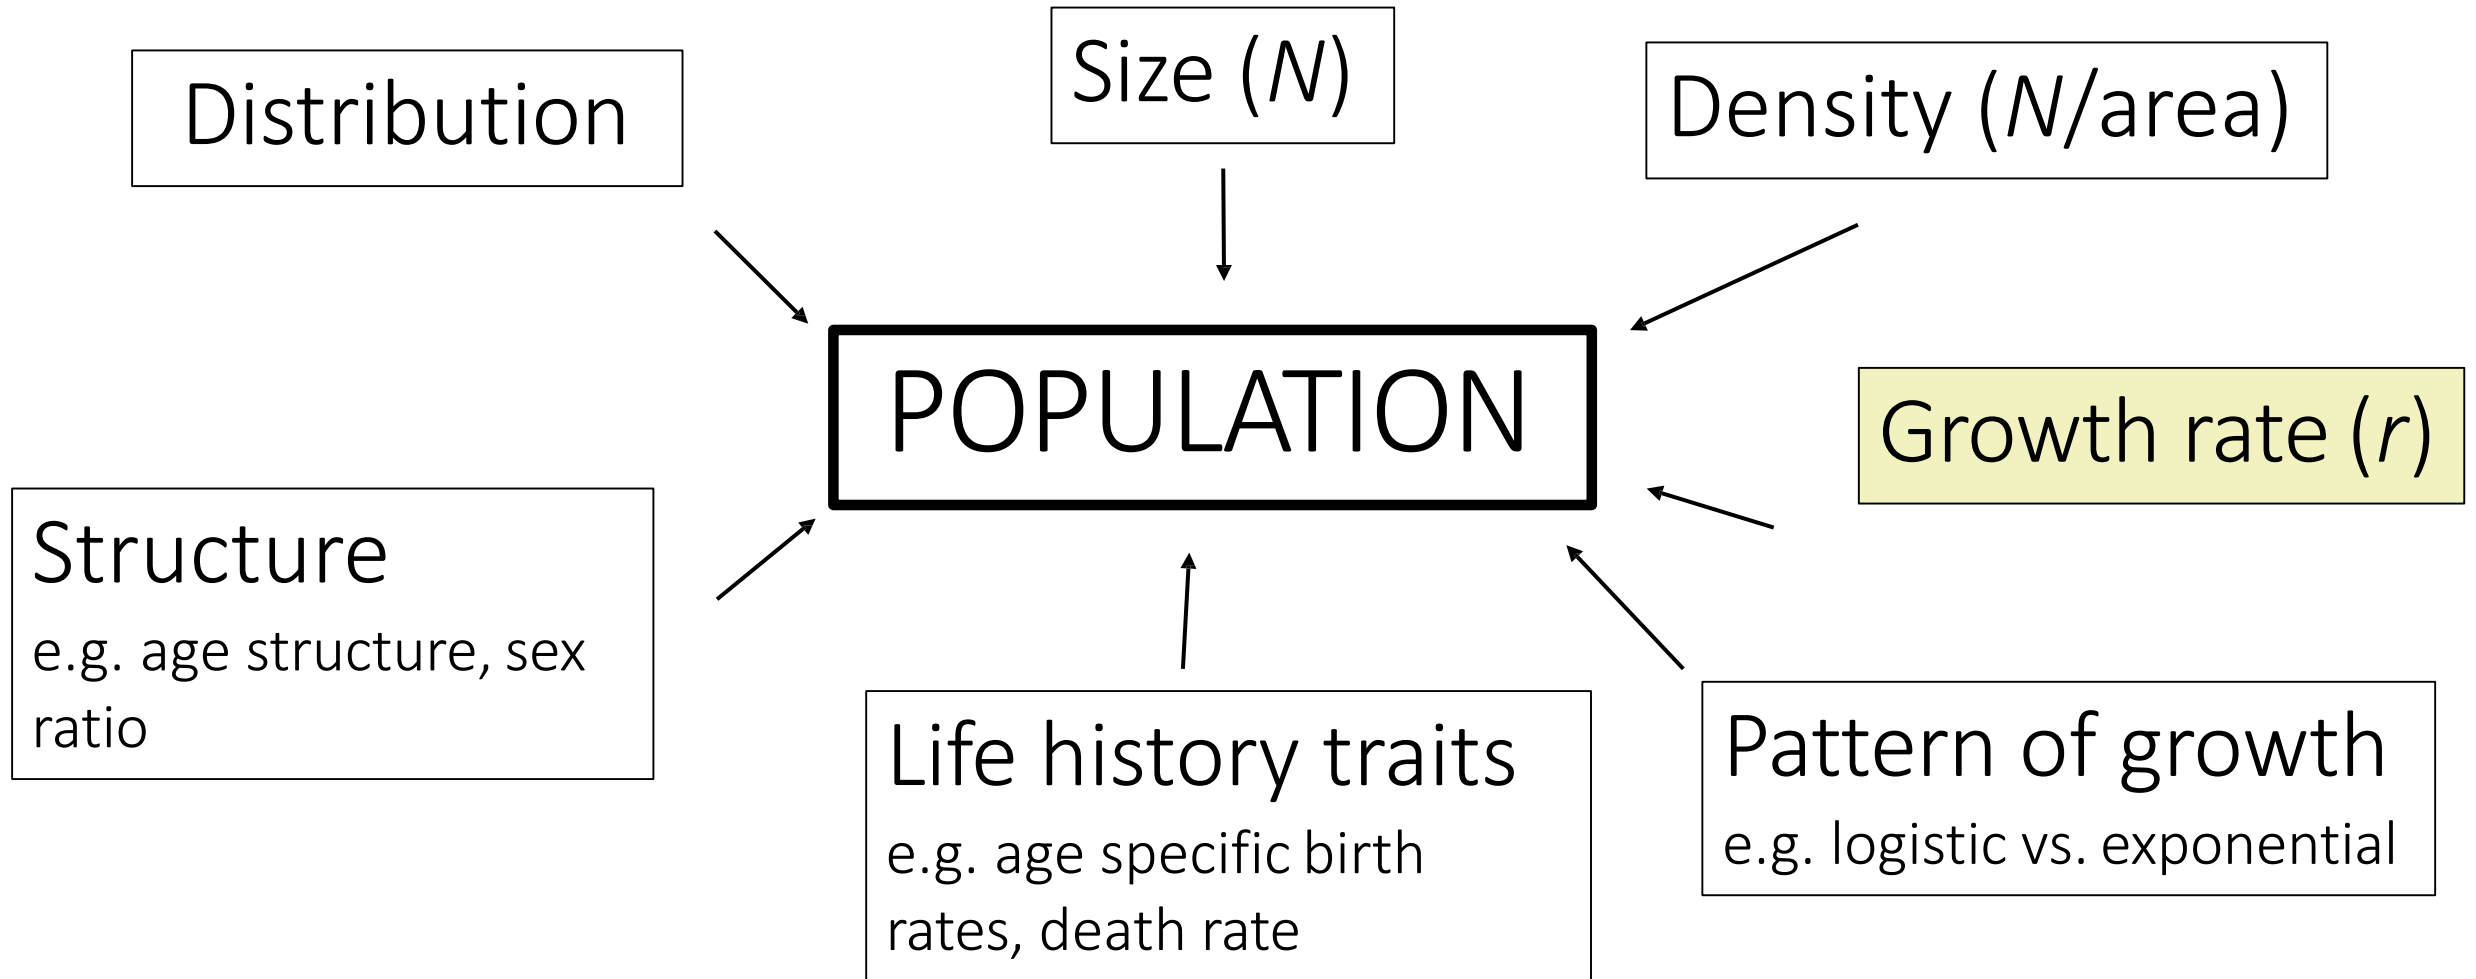 Distribution
Size (N)
Density (N/area)
POPULATION
Growth rate (r)
Structure
e.g. age structure, sex
ratio
Life history traits
e.g. age specific birth
rates, death rate
Pattern of growth
e.g. logistic vs. exponential